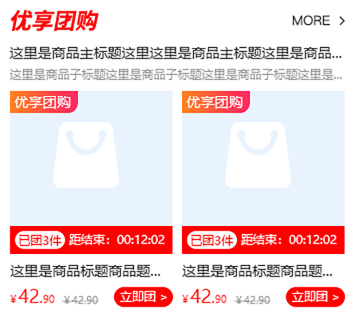 优享团购 MORE >
这里是商品主标题这里这里是商品主标题这里是商品...
这里是商品子标题这里是商品子标题这里是商品子标题这里是...
优享团购 优享团购
已团3件 距结束：00:12:02 已团3件 距结束：00:12:02
这里是商品标题商品题... 这里是商品标题商品题...
¥42.90 ¥42.90 立即团 > ¥42.90 ¥42.90 立即团 >